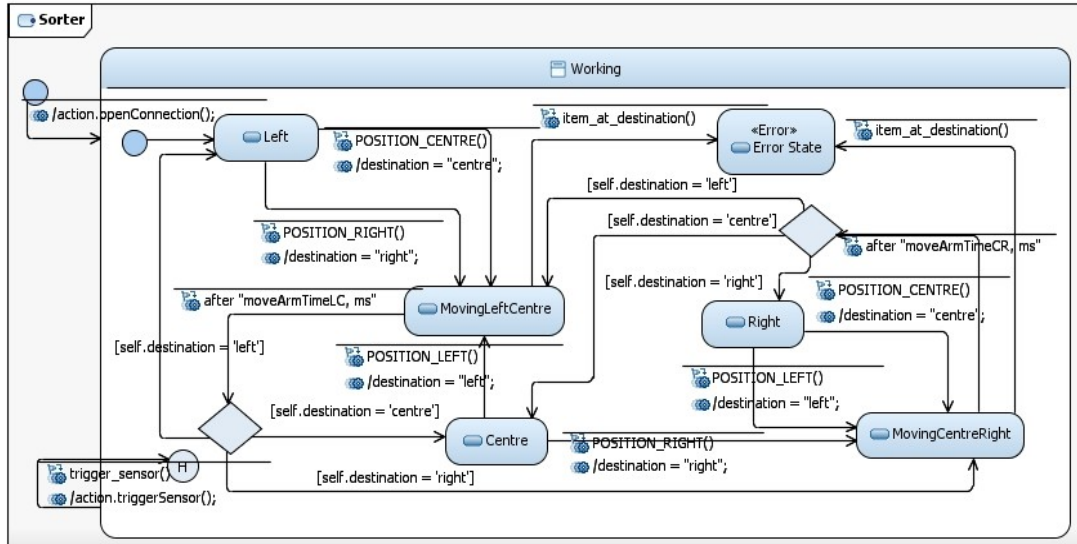 Sorter
Working
/action.openConnection();
Left
POSITION_CENTRE()
/destination = "centre";
item_at_destination()
«Error»
Error State
item_at_destination()
[self.destination = 'left']
[self.destination = 'centre']
after "moveArmTimeCR, ms"
POSITION_RIGHT()
/destination = "right";
[self.destination = 'right']
POSITION_CENTRE()
/destination = "centre";
after "moveArmTimeLC, ms"
MovingLeftCentre
Right
[self.destination = 'left']
POSITION_LEFT()
/destination = "left";
POSITION_LEFT()
/destination = "left";
[self.destination = 'centre']
Centre
POSITION_RIGHT()
/destination = "right";
MovingCentreRight
trigger_sensor()
H
/action.triggerSensor();
[self.destination = 'right']